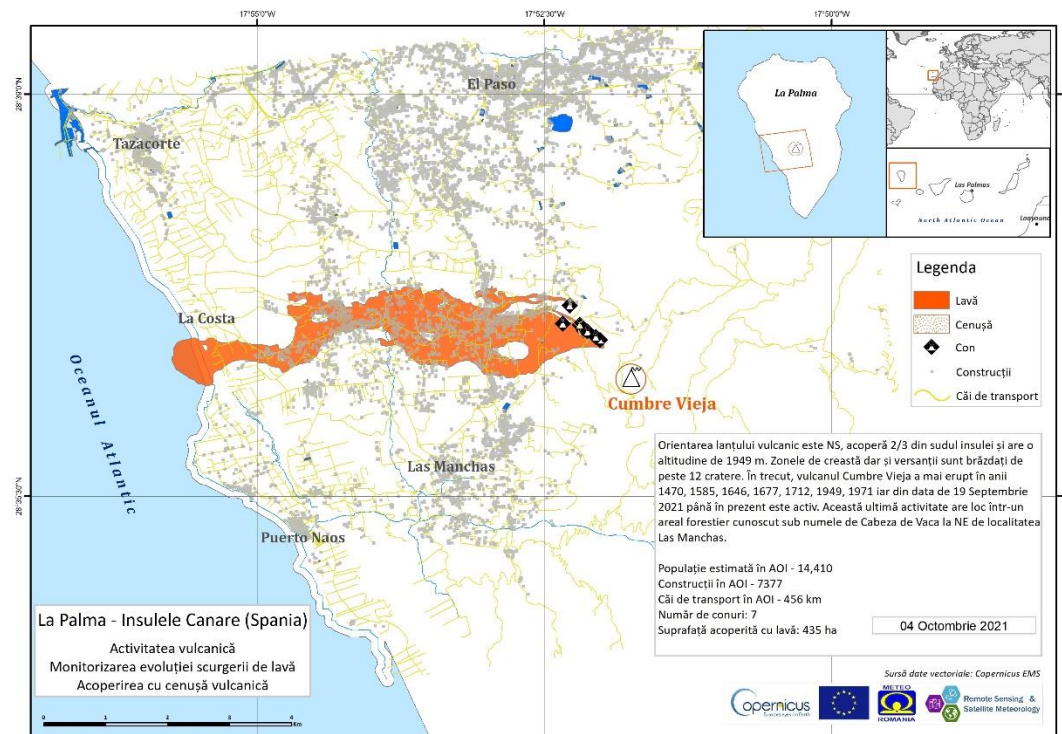 17°55'0"W
17°52'30"W
17°50'0"W
El Paso
Tazacorte
La Costa
Oceanul Atlantic
Cumbre Vieja
Las Manchas
Puerto Naos
28°35'0"N
La Palma
Las Palmas
North Atlantic Ocean
Legenda
Lavă
Cenușă
Con
Construcții
Căi de transport
Orientarea lanțului vulcanic este NS, acoperă 2/3 din sudul insulei și are o
altitudine de 1949 m. Zonele de creastă dar și versanții sunt brăzdați de
peste 12 cratere. În trecut, vulcanul Cumbre Vieja a mai erupt în anii
1470, 1585, 1646, 1677, 1712, 1949, 1971 iar din data de 19 Septembrie
2021 până în prezent este activ. Această ultimă activitate are loc într-un
areal forestier cunoscut sub numele de Cabeza de Vaca la NE de localitatea
Las Manchas.
Populație estimată în AOI - 14,410
Construcții în AOI - 7377
Căi de transport în AOI - 456 km
Număr de conuri: 7
Suprafață acoperită cu lavă: 435 ha
04 Octombrie 2021
La Palma - Insulele Canare (Spania)
Activitatea vulcanică
Monitorizarea evoluției scurgerii de lavă
Acoperirea cu cenușă vulcanică
0 1 2 3 4
Km
Sursă date vectoriale: Copernicus EMS
opernicus
Europe's eyes on Earth
METEO
ROMANIA
Remote Sensing &
Satellite Meteorology